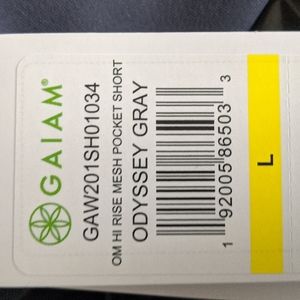 GAIAM®
GAW201SH01034
OM HI RISE MESH POCKET SHORT
ODYSSEY GRAY
1 92005 86503 3
L